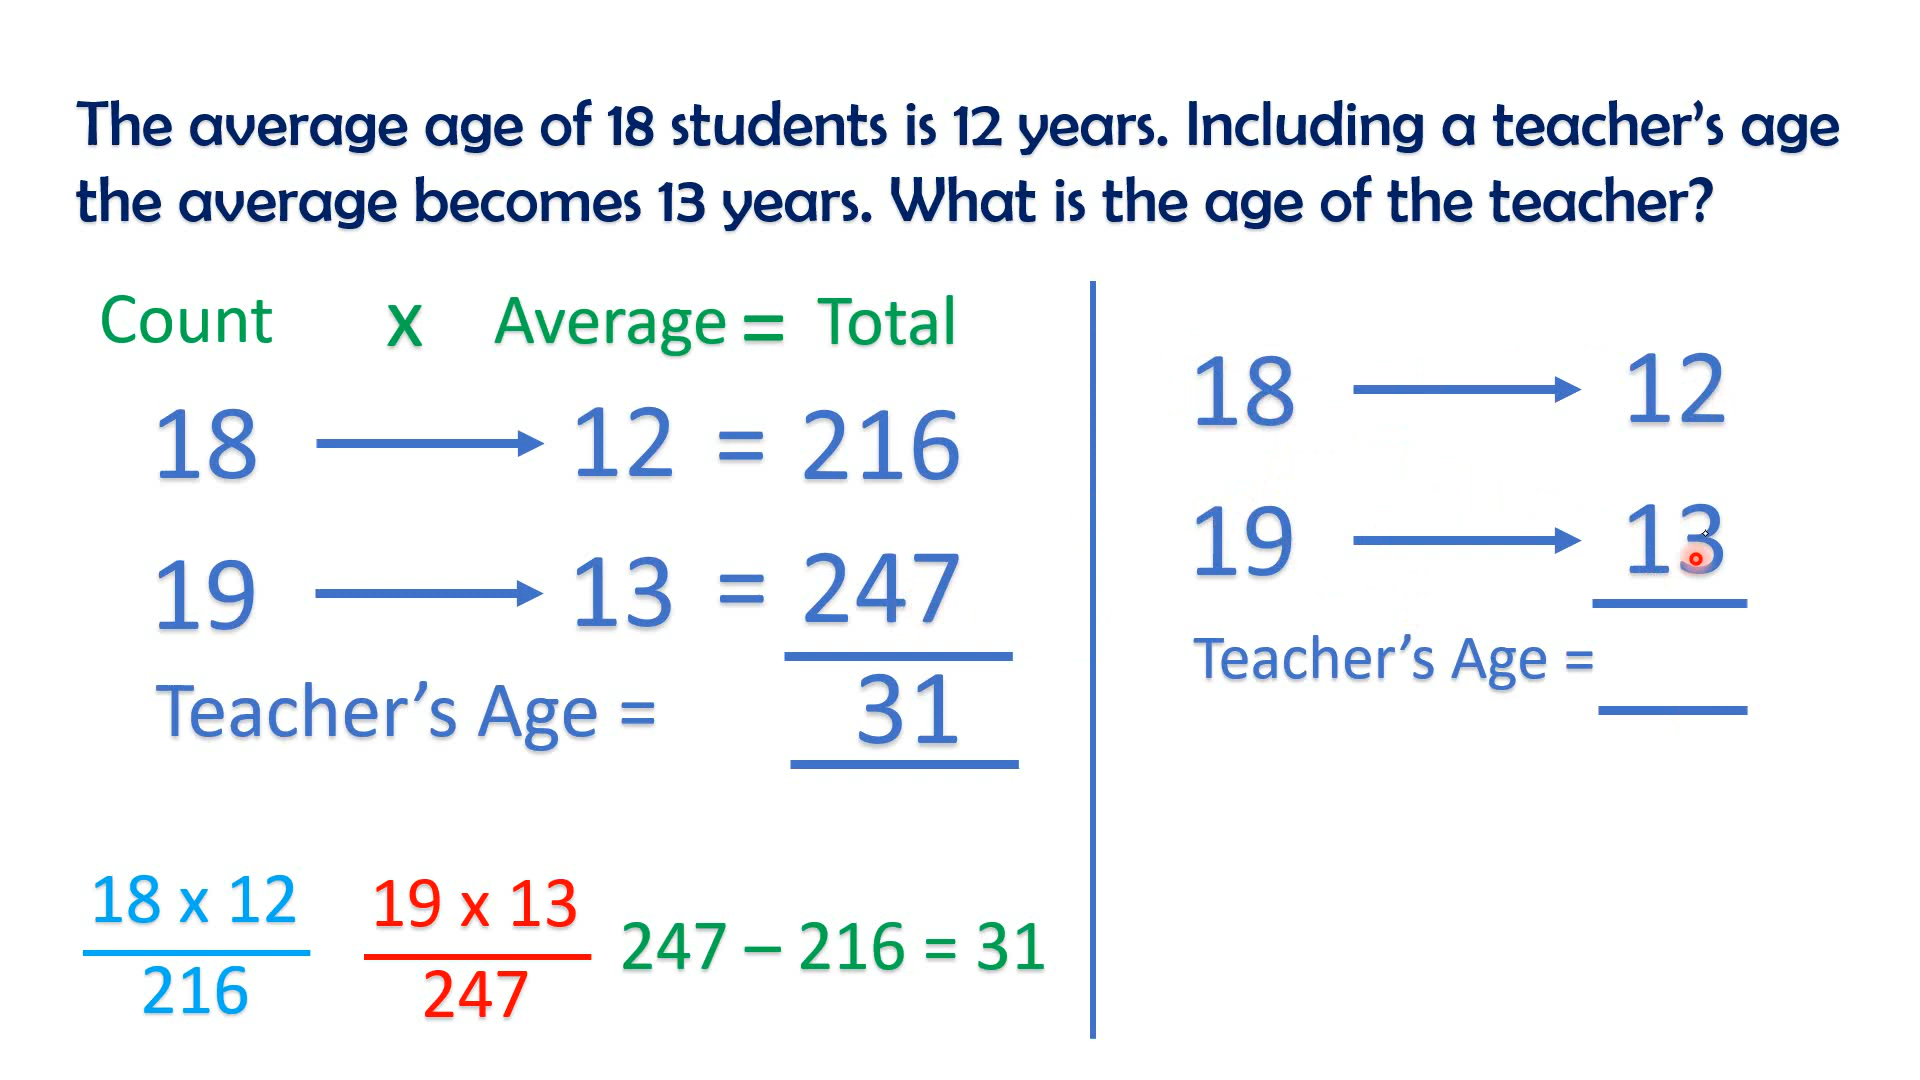 The average age of 18 students is 12 years. Including a teacher's age
the average becomes 13 years. What is the age of the teacher?
Count x Average = Total
18 12 = 216
19 13 = 247
Teacher's Age = 31
18 x 12
216
19 x 13
247
247 – 216 = 31
18 12
19 13
Teacher's Age =